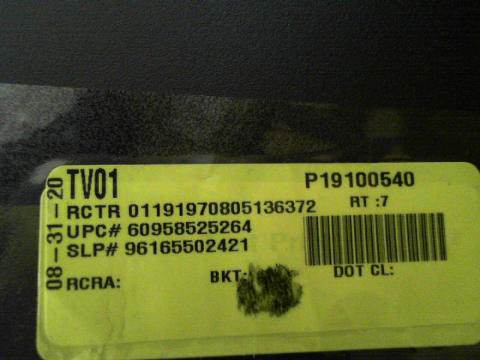 08-31-20
TV01 P19100540
RCTR 01191970805136372 RT :7
UPC# 60958525264
SLP# 96165502421
RCRA: BKT: DOT CL: